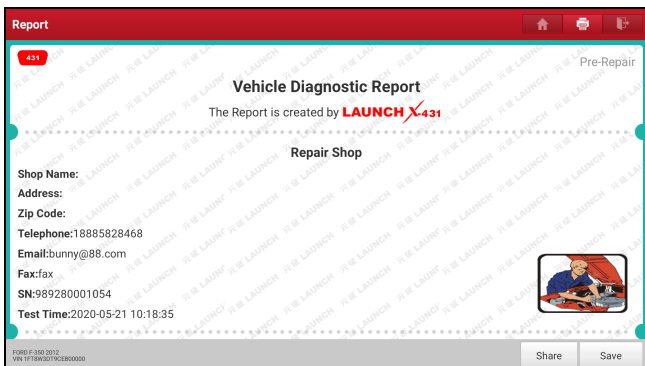 Report
431
Pre-Repair
Vehicle Diagnostic Report
The Report is created by LAUNCH X-431
Repair Shop
Shop Name:
Address:
Zip Code:
Telephone:18885828468
Email:bunny@88.com
Fax:fax
SN:989280001054
Test Time:2020-05-21 10:18:35
FORD F-350 2012
VIN 1FT8W3DT9CEB00000
Share
Save